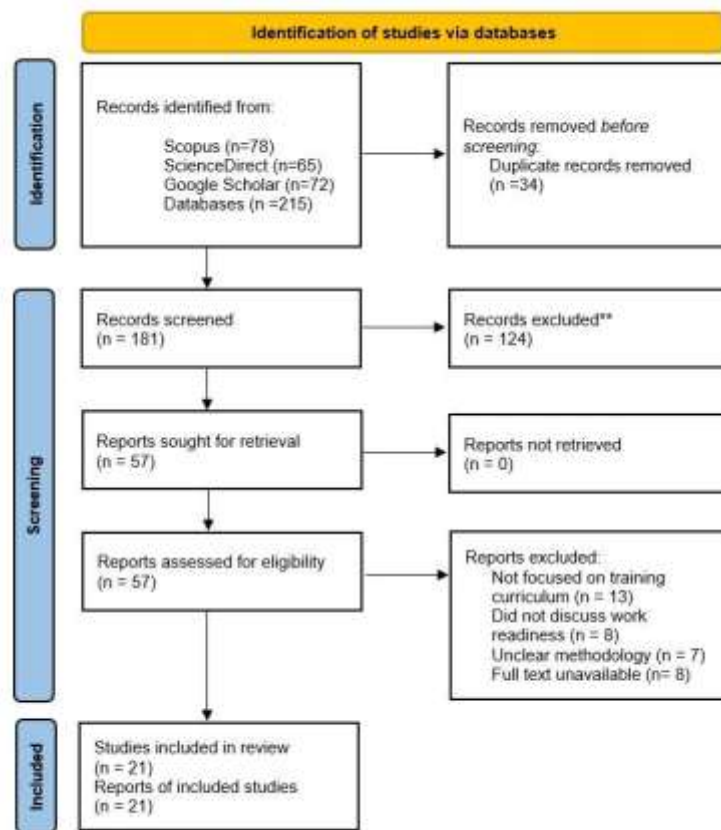 Identification of studies via databases
Identification
Records identified from:
Scopus (n=78)
ScienceDirect (n=65)
Google Scholar (n=72)
Databases (n =215)
Records removed before
screening:
Duplicate records removed
(n =34)
Screening
Records screened
(n = 181)
Records excluded**
(n = 124)
Reports sought for retrieval
(n = 57)
Reports not retrieved
(n = 0)
Reports assessed for eligibility
(n = 57)
Reports excluded:
Not focused on training
curriculum (n = 13)
Did not discuss work
readiness (n = 8)
Unclear methodology (n = 7)
Full text unavailable (n= 8)
Included
Studies included in review
(n = 21)
Reports of included studies
(n = 21)